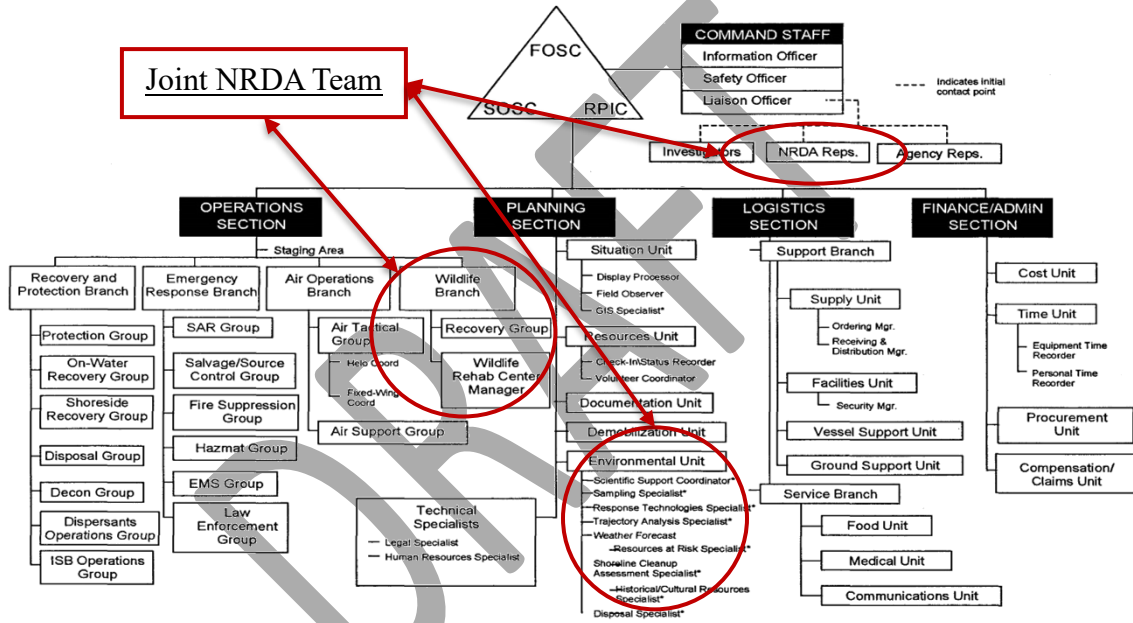 FOSC
SOSC
RPIC
Joint NRDA Team
COMMAND STAFF
Information Officer
Safety Officer
Liaison Officer
Indicates initial
contact point
Investigators
NRDA Reps.
Agency Reps.
OPERATIONS
SECTION
Staging Area
Recovery and
Protection Branch
Protection Group
On-Water
Recovery Group
Shoreside
Recovery Group
Disposal Group
Decon Group
Dispersants
Operations Group
ISB Operations
Group
Emergency
Response Branch
SAR Group
Salvage/Source
Control Group
Fire Suppression
Group
Hazmat Group
EMS Group
Law
Enforcement
Group
Air Operations
Branch
Air Tactical
Group
Helo Coord
Fixed-Wing
Coord
Air Support Group
Wildlife
Branch
Recovery Group
Wildlife
Rehab Center
Manager
PLANNING
SECTION
Situation Unit
Display Processor
Field Observer
GIS Specialist*
Resources Unit
Check-In\Status Recorder
Volunteer Coordinator
Documentation Unit
Demobilization Unit
Environmental Unit
Scientific Support Coordinator*
Sampling Specialist*
Response Technologies Specialist*
Trajectory Analysis Specialist*
Weather Forecast
Resources at Risk Specialist*
Shoreline Cleanup
Assessment Specialist*
Historical/Cultural Resources
Specialist*
Disposal Specialist*
Technical
Specialists
Legal Specialist
Human Resources Specialist
LOGISTICS
SECTION
Support Branch
Supply Unit
Ordering Mgr.
Receiving &
Distribution Mgr.
Facilities Unit
Security Mgr.
Vessel Support Unit
Ground Support Unit
Service Branch
Food Unit
Medical Unit
Communications Unit
FINANCE/ADMIN
SECTION
Cost Unit
Time Unit
Equipment Time
Recorder
Personal Time
Recorder
Procurement
Unit
Compensation/
Claims Unit
DRAFT